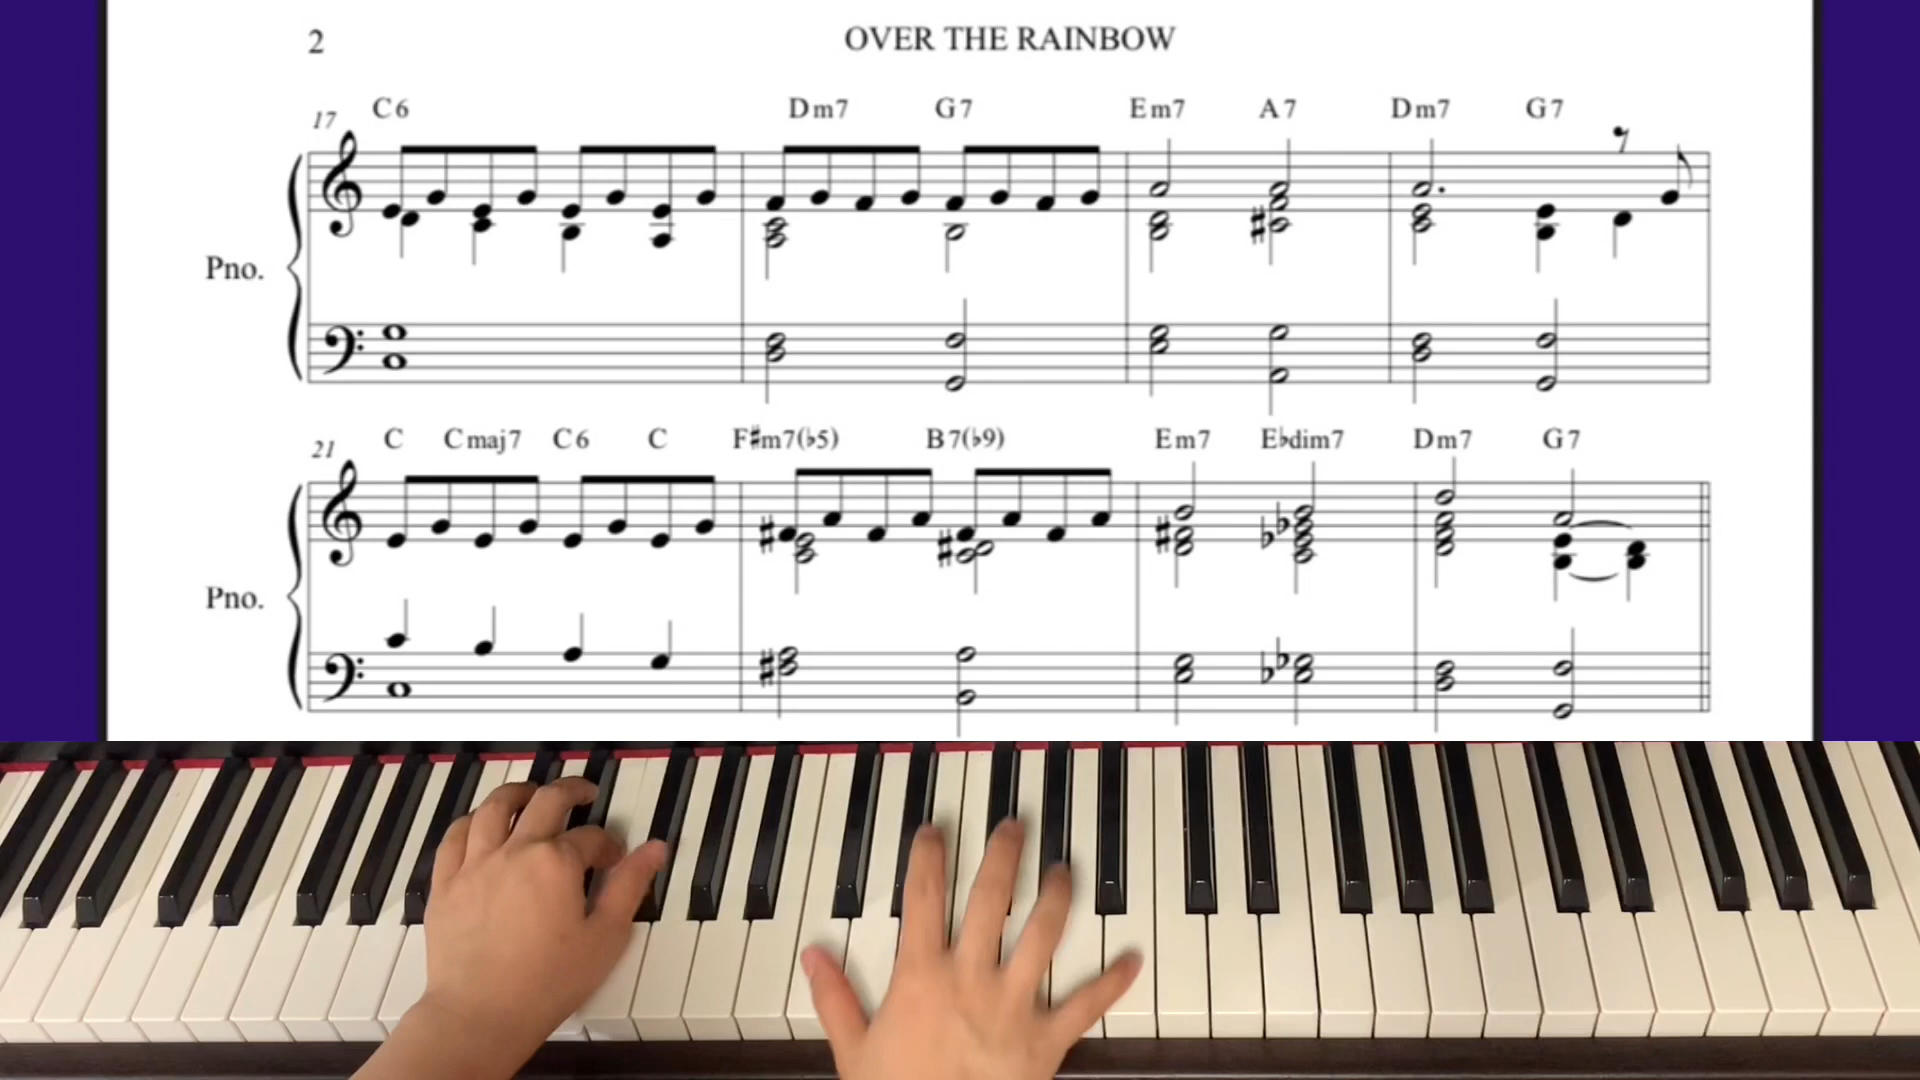 2 OVER THE RAINBOW
17 C6 Dm7 G7 Em7 A7 Dm7 G7
Pno.
21 C Cmaj7 C6 C F♯m7(♭5) B7(♭9) Em7 E♭dim7 Dm7 G7
Pno.